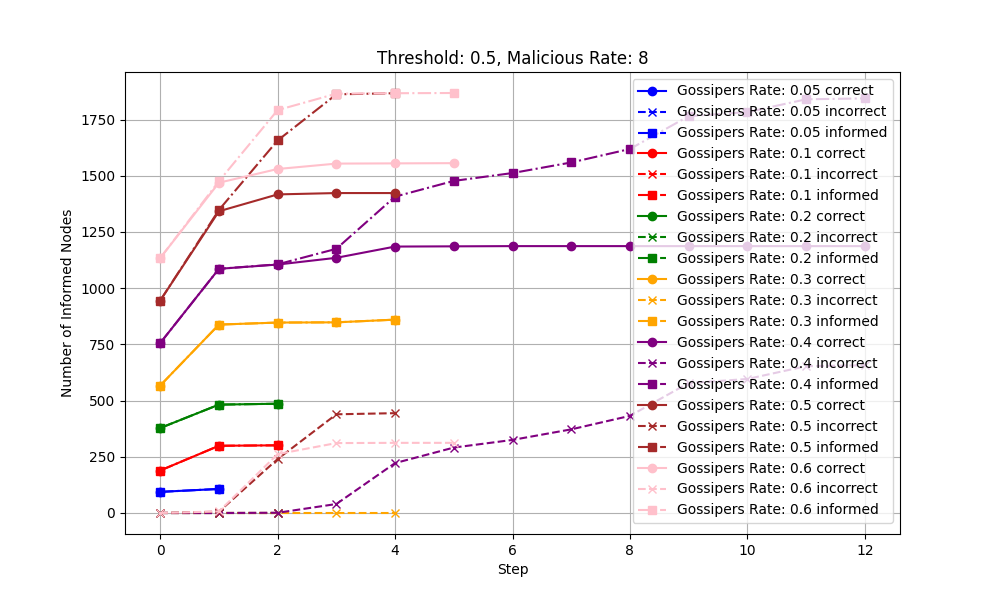 Threshold: 0.5, Malicious Rate: 8
Number of Informed Nodes
1750
1500
1250
1000
750
500
250
0
0
2
4
6
8
10
12
Step
Gossipers Rate: 0.05 correct
Gossipers Rate: 0.05 incorrect
Gossipers Rate: 0.05 informed
Gossipers Rate: 0.1 correct
Gossipers Rate: 0.1 incorrect
Gossipers Rate: 0.1 informed
Gossipers Rate: 0.2 correct
Gossipers Rate: 0.2 incorrect
Gossipers Rate: 0.2 informed
Gossipers Rate: 0.3 correct
Gossipers Rate: 0.3 incorrect
Gossipers Rate: 0.3 informed
Gossipers Rate: 0.4 correct
Gossipers Rate: 0.4 incorrect
Gossipers Rate: 0.4 informed
Gossipers Rate: 0.5 correct
Gossipers Rate: 0.5 incorrect
Gossipers Rate: 0.5 informed
Gossipers Rate: 0.6 correct
Gossipers Rate: 0.6 incorrect
Gossipers Rate: 0.6 informed